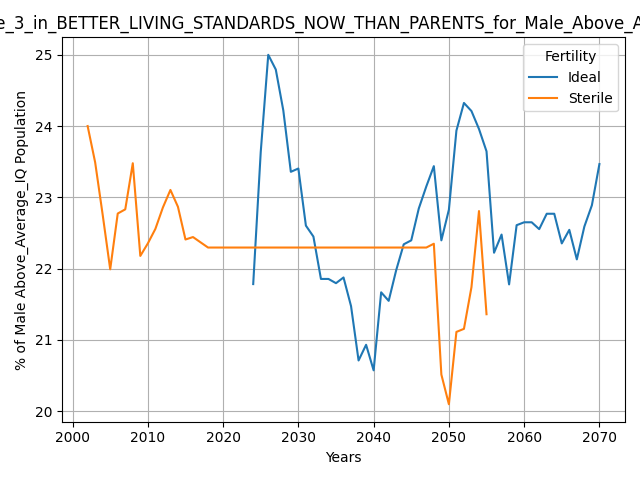 e_3_in_BETTER_LIVING_STANDARDS_NOW_THAN_PARENTS_for_Male_Above_A
25
24
23
22
21
20
% of Male Above_Average_IQ Population
Fertility
Ideal
Sterile
2000 2010 2020 2030 2040 2050 2060 2070
Years